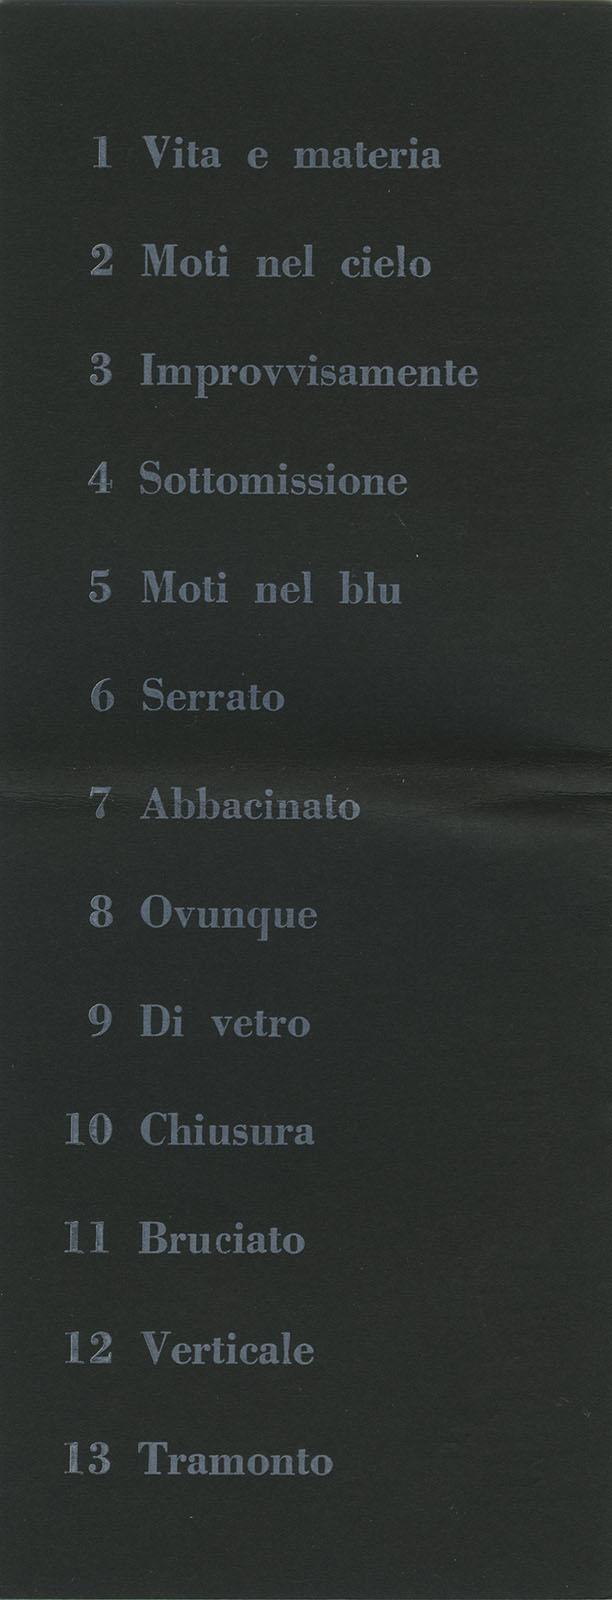 1 Vita e materia
2 Moti nel cielo
3 Improvvisamente
4 Sottomissione
5 Moti nel blu
6 Serrato
7 Abbacinato
8 Ovunque
9 Di vetro
10 Chiusura
11 Bruciato
12 Verticale
13 Tramonto